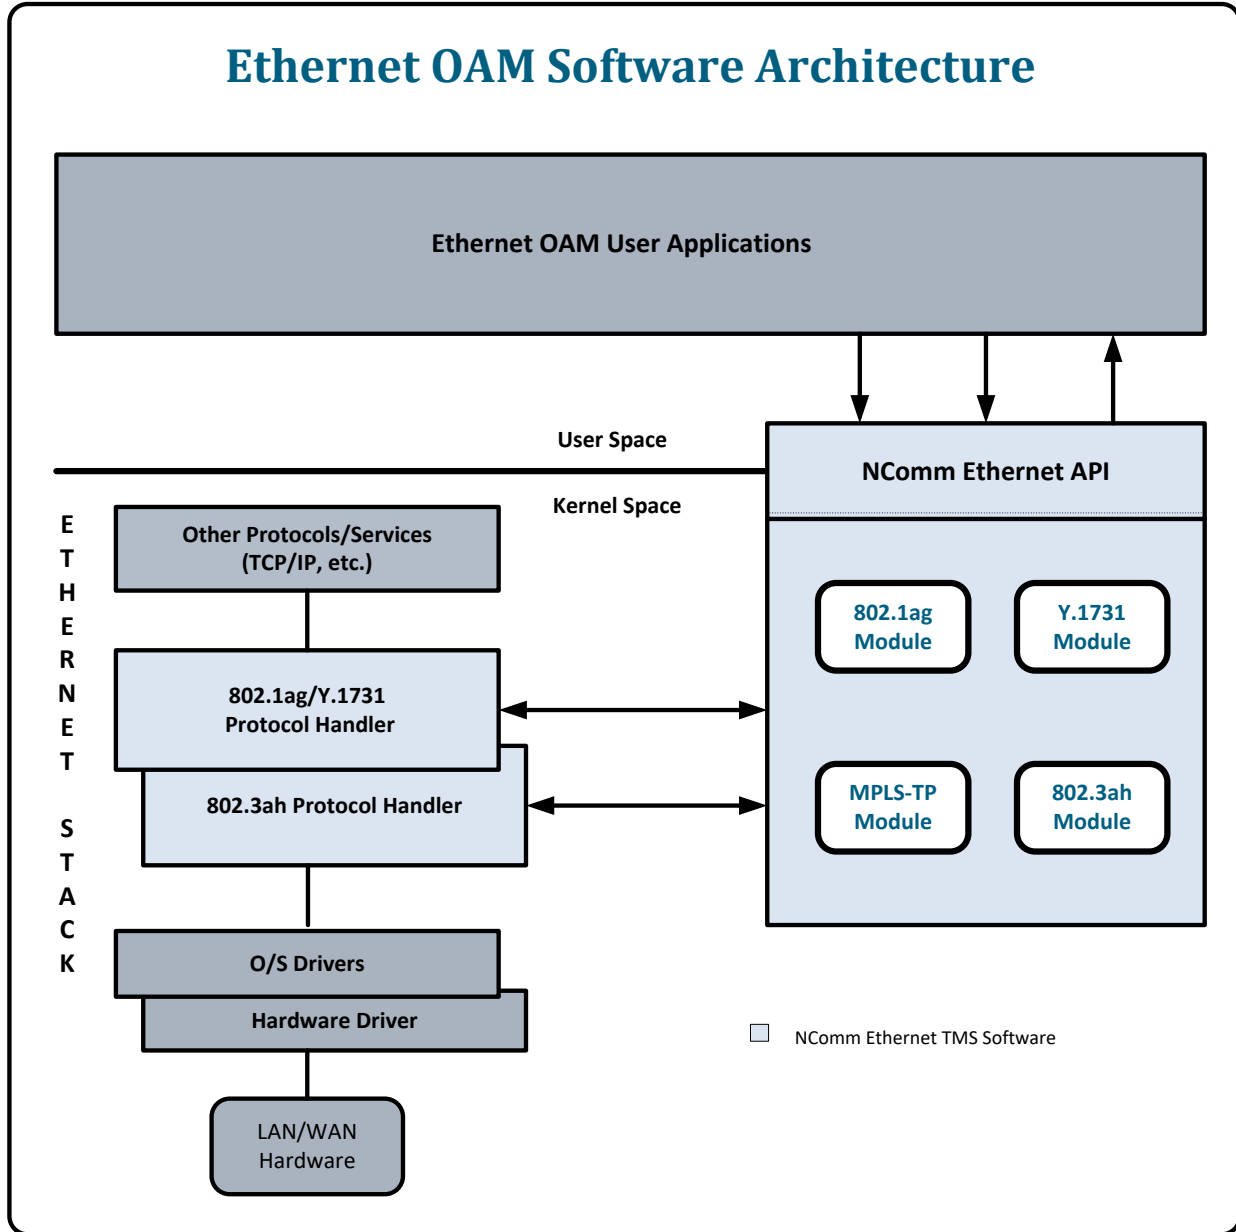 Ethernet OAM Software Architecture
Ethernet OAM User Applications
User Space
NComm Ethernet API
Kernel Space
E
T
H
E
R
N
E
T
S
T
A
C
K
Other Protocols/Services
(TCP/IP, etc.)
802.1ag
Module
Y.1731
Module
802.1ag/Y.1731
Protocol Handler
802.3ah Protocol Handler
MPLS-TP
Module
802.3ah
Module
O/S Drivers
Hardware Driver
NComm Ethernet TMS Software
LAN/WAN
Hardware